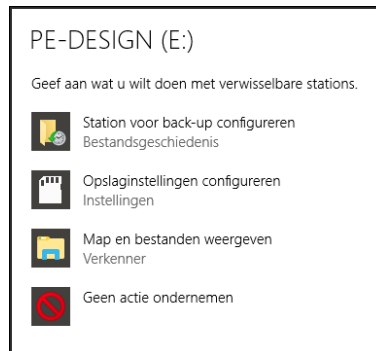 PE-DESIGN (E:)
Geef aan wat u wilt doen met verwisselbare stations.
Station voor back-up configureren
Bestandsgeschiedenis
Opslaginstellingen configureren
Instellingen
Map en bestanden weergeven
Verkenner
Geen actie ondernemen